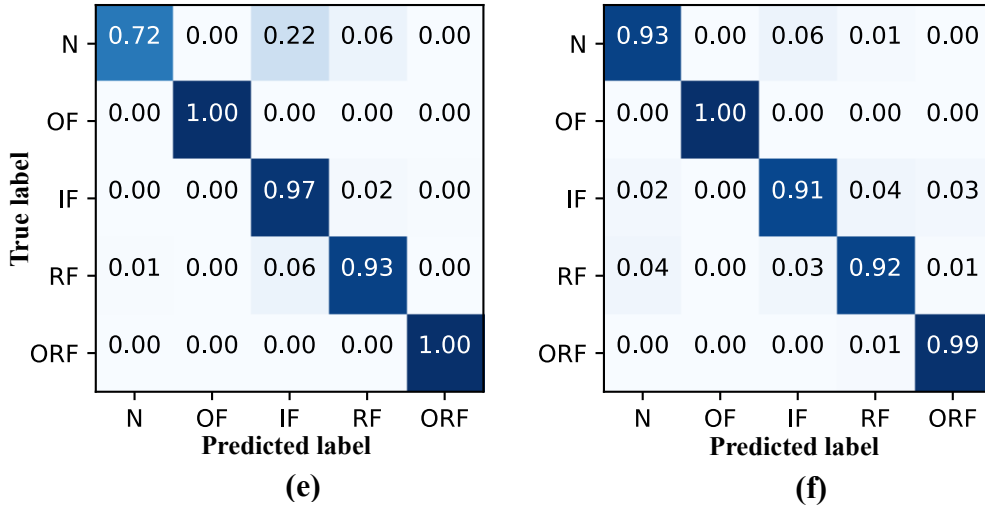 True label
N 0.72 0.00 0.22 0.06 0.00
OF 0.00 1.00 0.00 0.00 0.00
IF 0.00 0.00 0.97 0.02 0.00
RF 0.01 0.00 0.06 0.93 0.00
ORF 0.00 0.00 0.00 0.00 1.00
N OF IF RF ORF
Predicted label
(e)
N 0.93 0.00 0.06 0.01 0.00
OF 0.00 1.00 0.00 0.00 0.00
IF 0.02 0.00 0.91 0.04 0.03
RF 0.04 0.00 0.03 0.92 0.01
ORF 0.00 0.00 0.00 0.01 0.99
N OF IF RF ORF
Predicted label
(f)